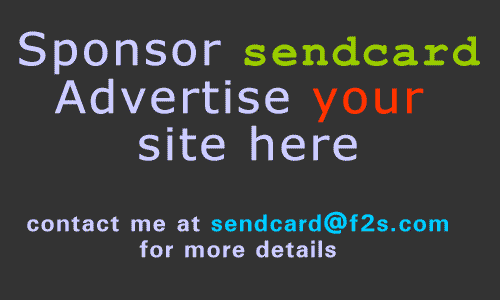 Sponsor sendcard
Advertise your
site here
contact me at sendcard@f2s.com
for more details